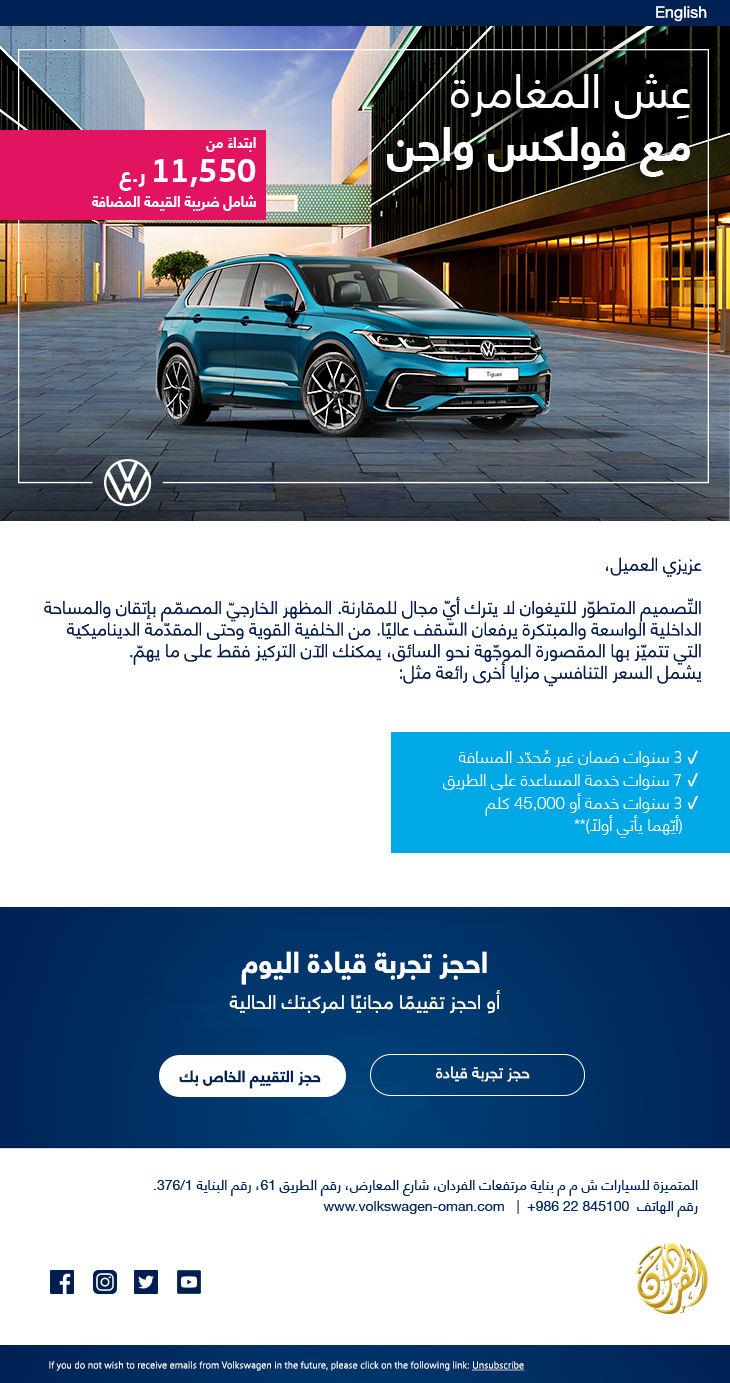 English
عِش المغامرة
مع فولكس واجن
ابتداءً من
11,550 ر.ع
شامل ضريبة القيمة المضافة
Tiguan
عزيزي العميل،
التّصميم المتطوّر للتيغوان لا يترك أيّ مجال للمقارنة. المظهر الخارجيّ المصمّم بإتقان والمساحة
الداخلية الواسعة والمبتكرة يرفعان السّقف عاليًا. من الخلفية القوية وحتى المقدّمة الديناميكية
التي تتميّز بها المقصورة الموجّهة نحو السائق، يمكنك الآن التركيز فقط على ما يهمّ.
يشمل السعر التنافسي مزايا أخرى رائعة مثل:
✓ 3 سنوات ضمان غير مُحدّد المسافة
✓ 7 سنوات خدمة المساعدة على الطريق
✓ 3 سنوات خدمة أو 45,000 كلم
(أيّهما يأتي أولًا)**
احجز تجربة قيادة اليوم
أو احجز تقييمًا مجانيًا لمركبتك الحالية
حجز تجربة قيادة
حجز التقييم الخاص بك
المتميزة للسيارات ش م م بناية مرتفعات الفردان، شارع المعارض، رقم الطريق 61، رقم البناية 376/1.
رقم الهاتف +986 22 845100 | www.volkswagen-oman.com
الفردان
If you do not wish to receive emails from Volkswagen in the future, please click on the following link: Unsubscribe